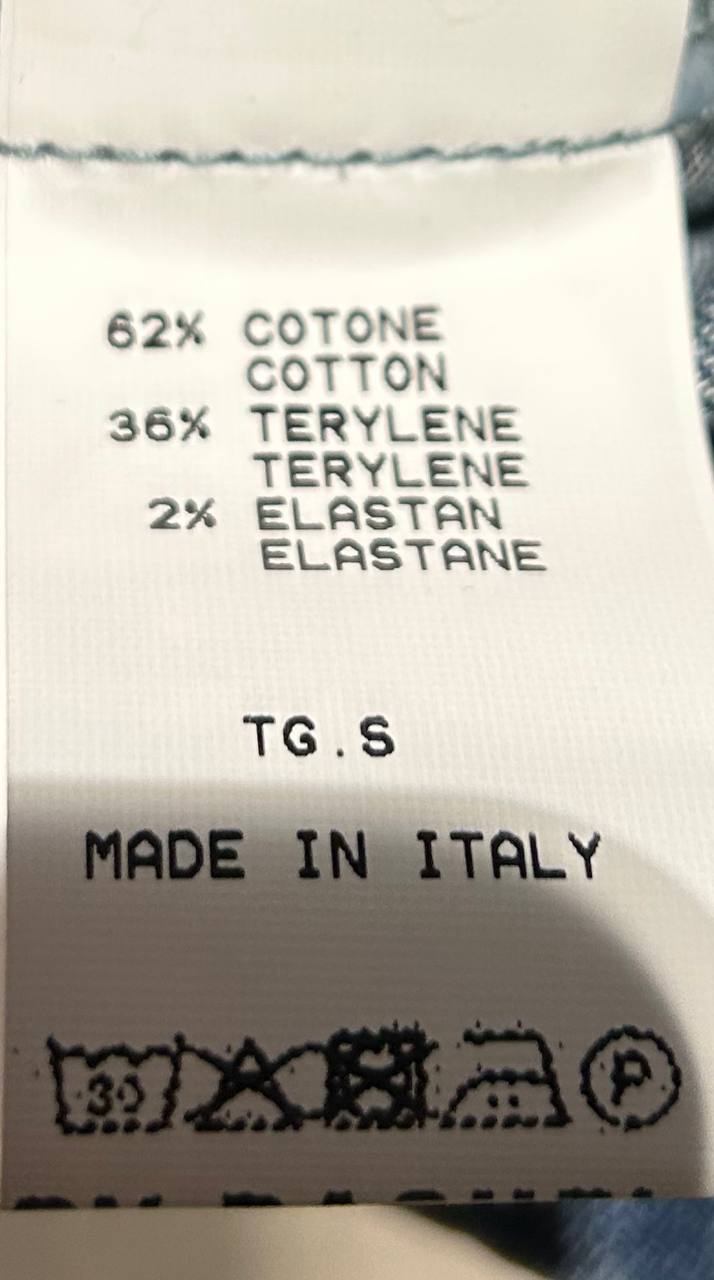 62% COTONE
COTTON
36% TERYLENE
TERYLENE
2% ELASTAN
ELASTANE
TG.S
MADE IN ITALY
30
P